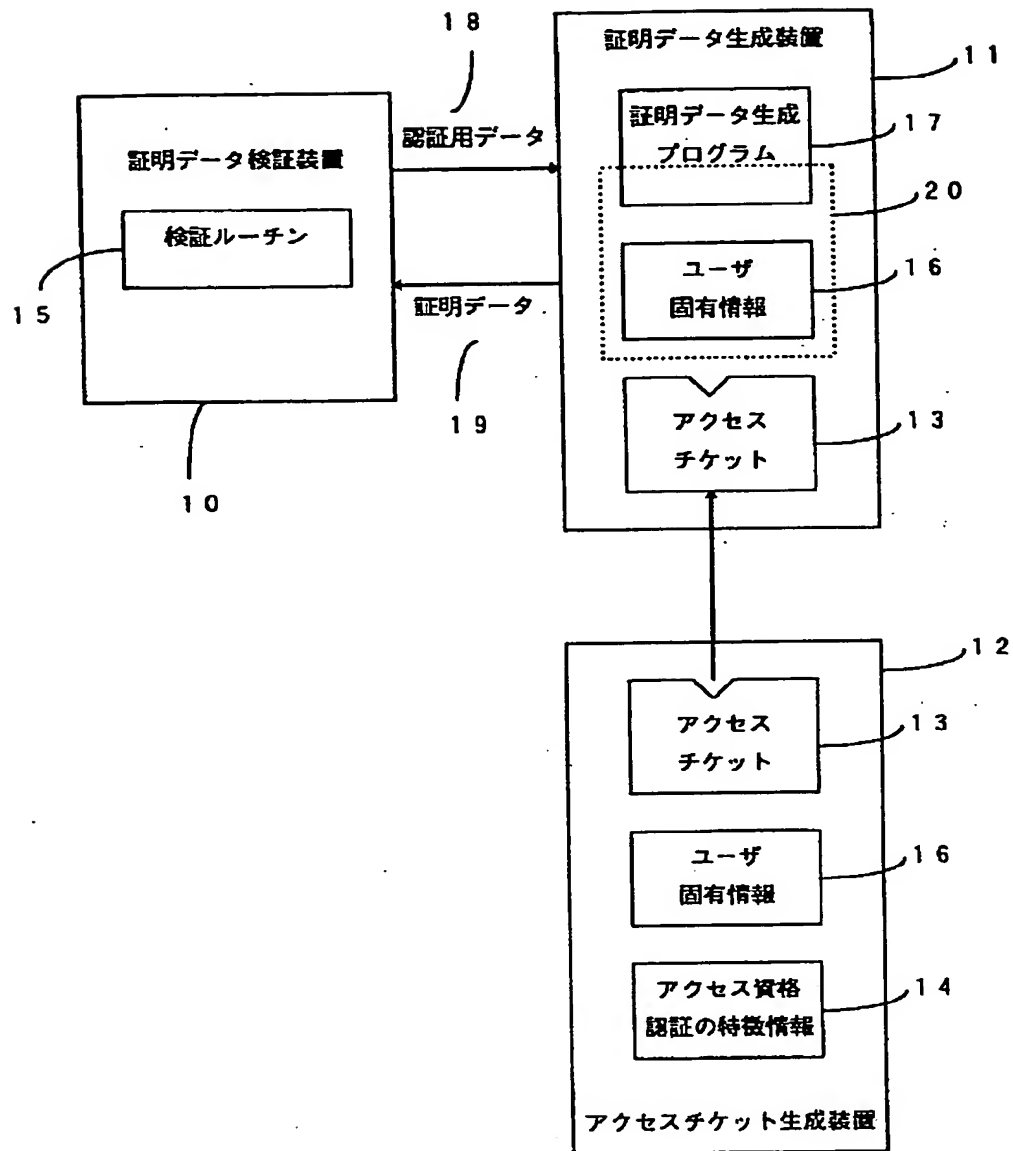 18
証明データ生成装置
11
証明データ生成
プログラム
17
認証用データ
証明データ検証装置
20
検証ルーチン
ユーザ
固有情報
16
15
証明データ
19
アクセス
チケット
13
10
12
アクセス
チケット
13
ユーザ
固有情報
16
アクセス資格
認証の特徴情報
14
アクセスチケット生成装置